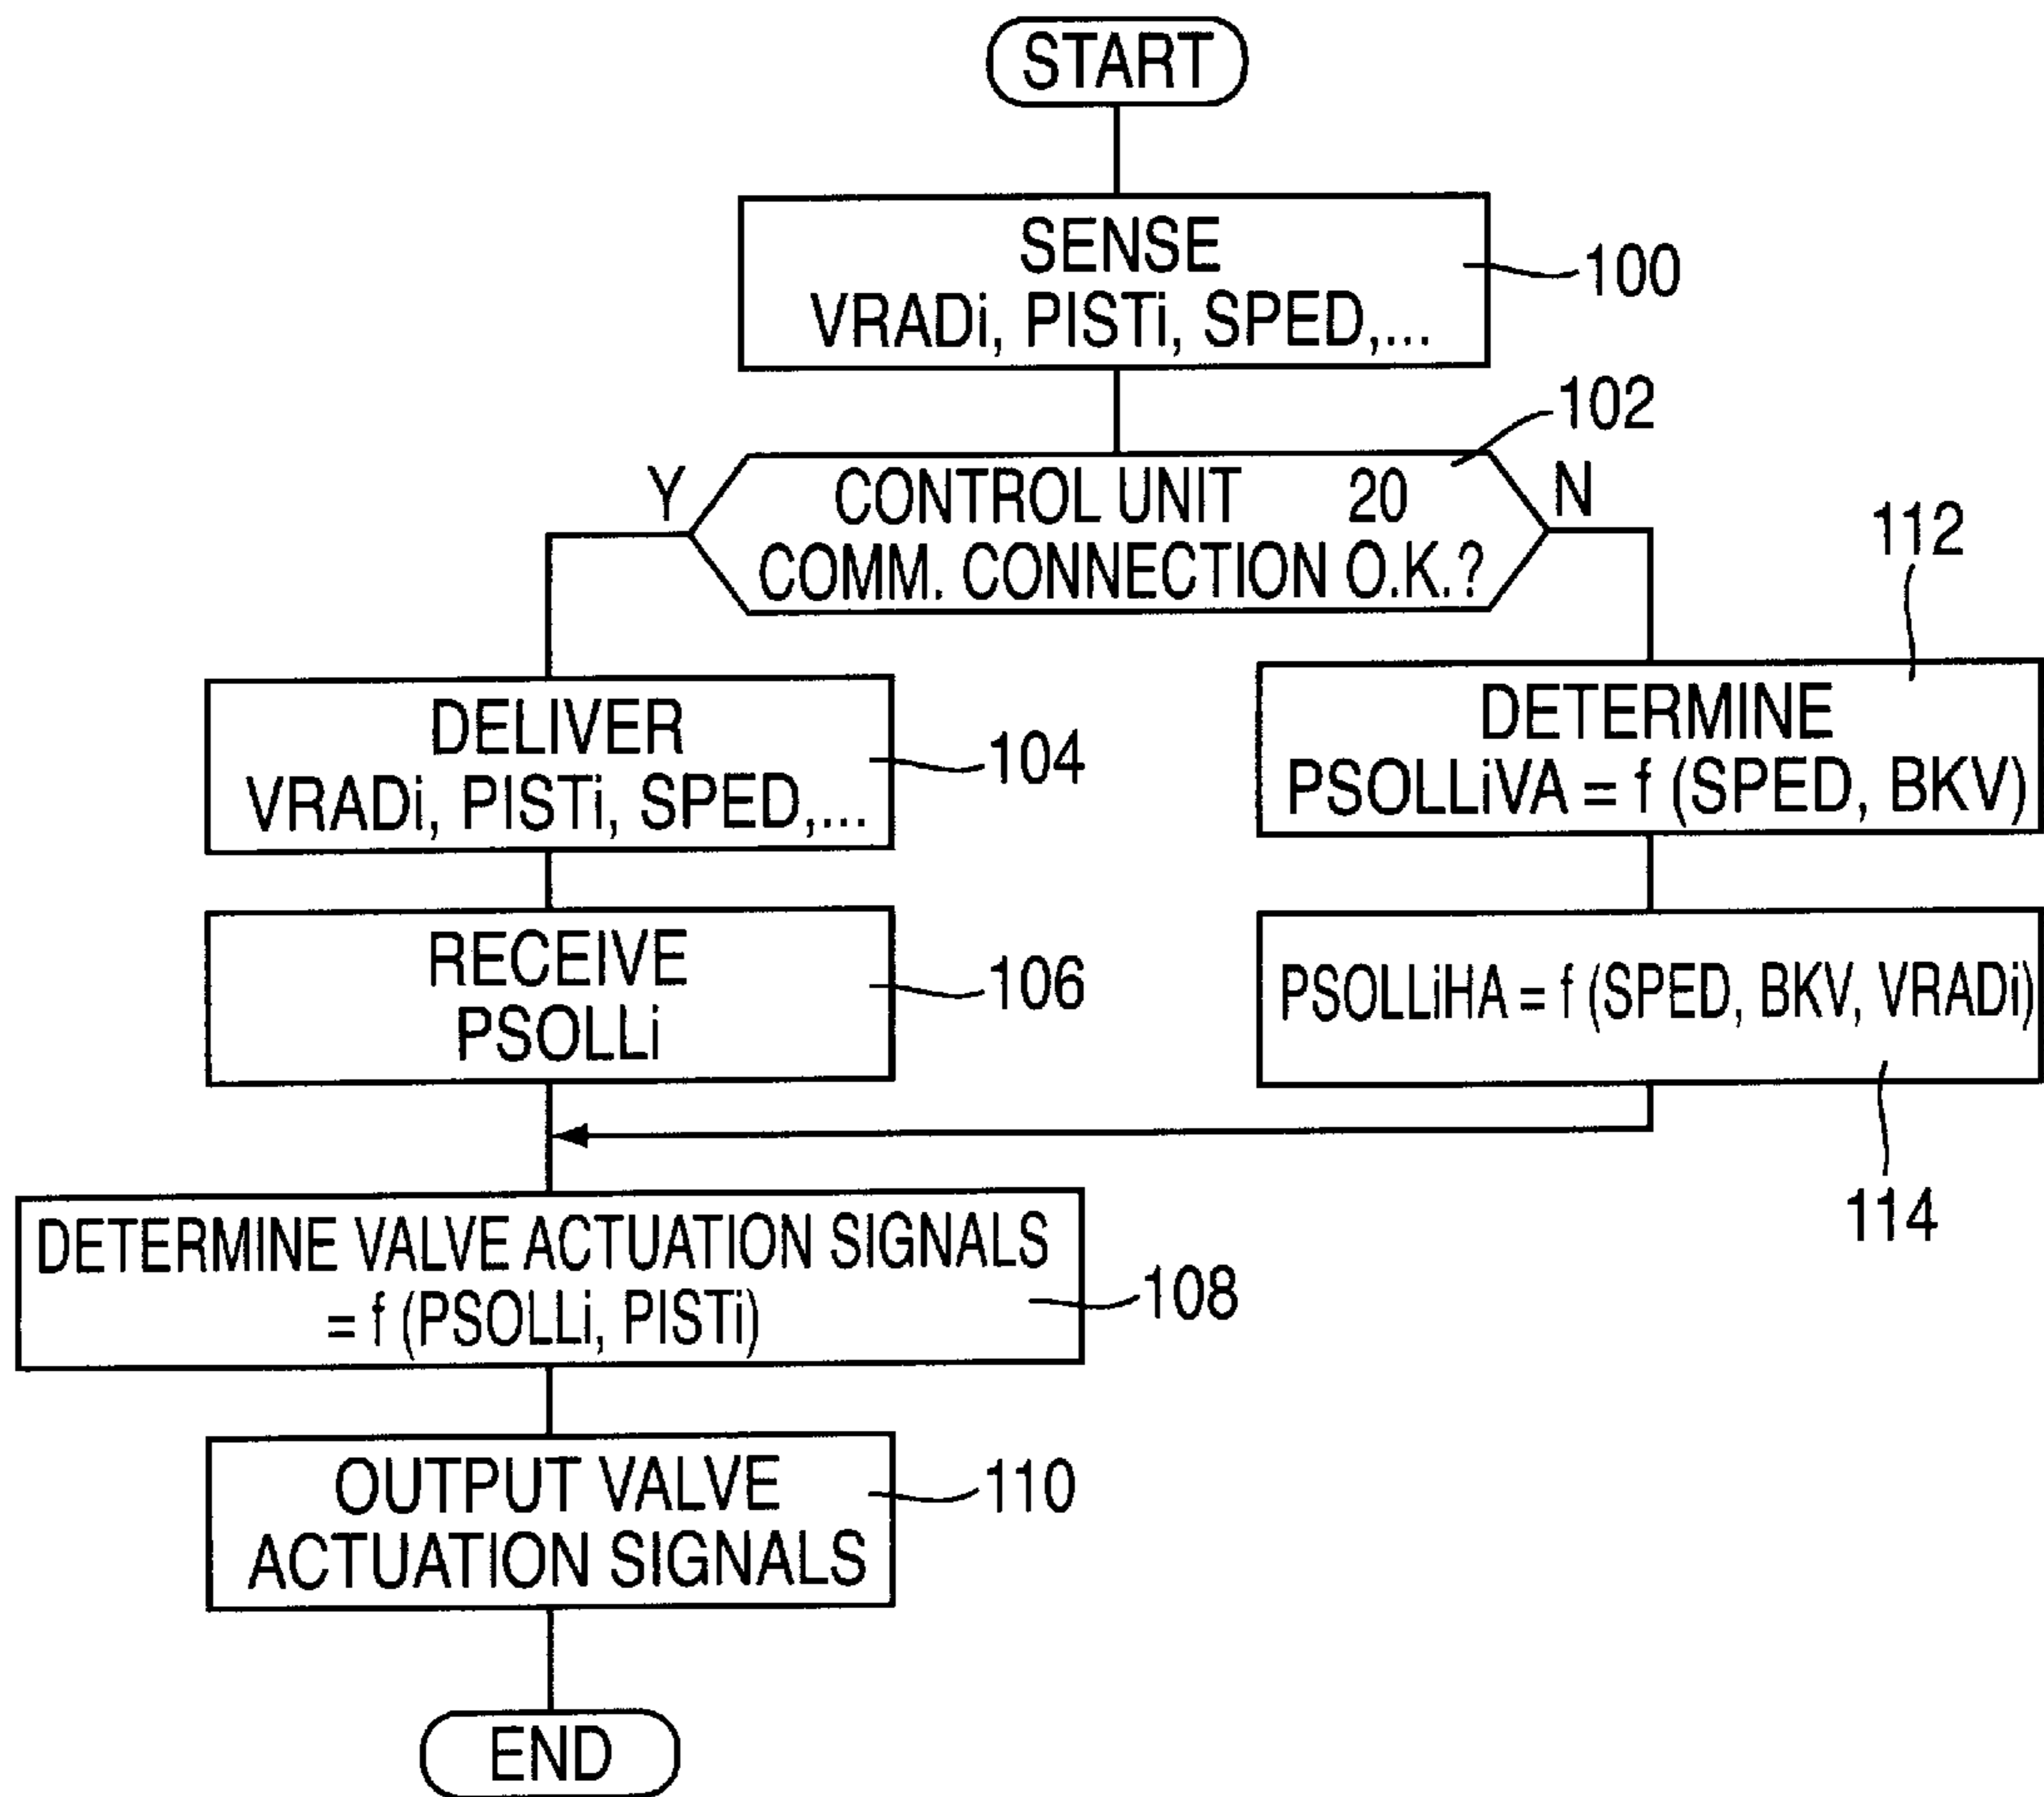 START
SENSE
VRADi, PISTi, SPED,...
100
102
Y
CONTROL UNIT 20
COMM. CONNECTION O.K.?
N
112
DELIVER
VRADi, PISTi, SPED,...
104
DETERMINE
PSOLLiVA = f (SPED, BKV)
RECEIVE
PSOLLi
106
PSOLLiHA = f (SPED, BKV, VRADi)
114
DETERMINE VALVE ACTUATION SIGNALS
= f (PSOLLi, PISTi)
108
OUTPUT VALVE
ACTUATION SIGNALS
110
END